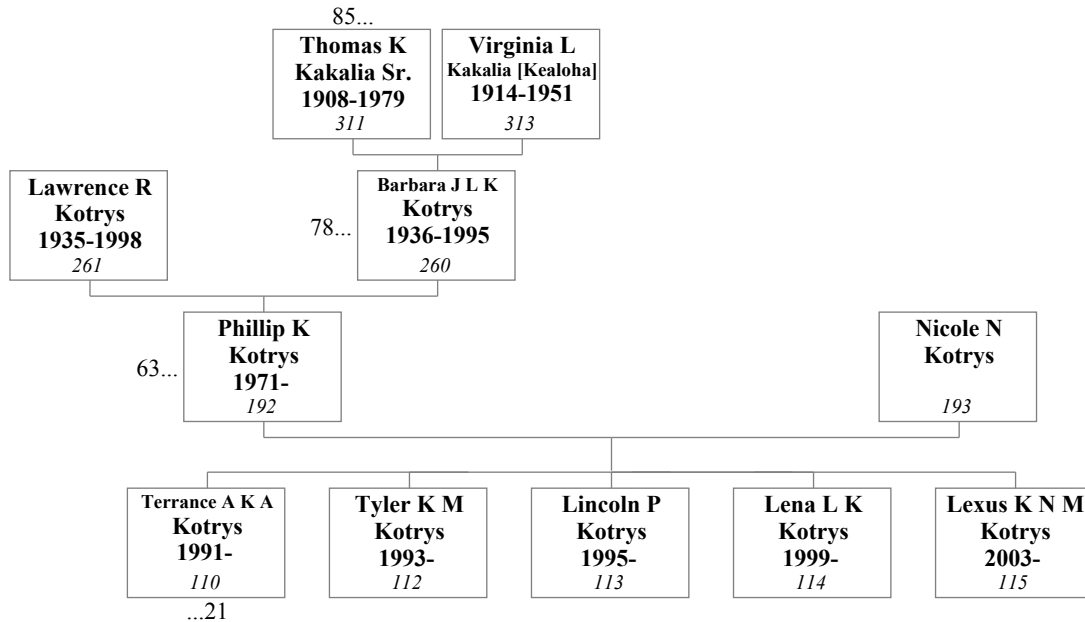 85...
Thomas K
Kakalia Sr.
1908-1979
311
Virginia L
Kakalia [Kealoha]
1914-1951
313
Lawrence R
Kotrys
1935-1998
261
78...
Barbara J L K
Kotrys
1936-1995
260
63...
Phillip K
Kotrys
1971-
192
Nicole N
Kotrys
193
Terrance A K A
Kotrys
1991-
110
Tyler K M
Kotrys
1993-
112
Lincoln P
Kotrys
1995-
113
Lena L K
Kotrys
1999-
114
Lexus K N M
Kotrys
2003-
115
...21